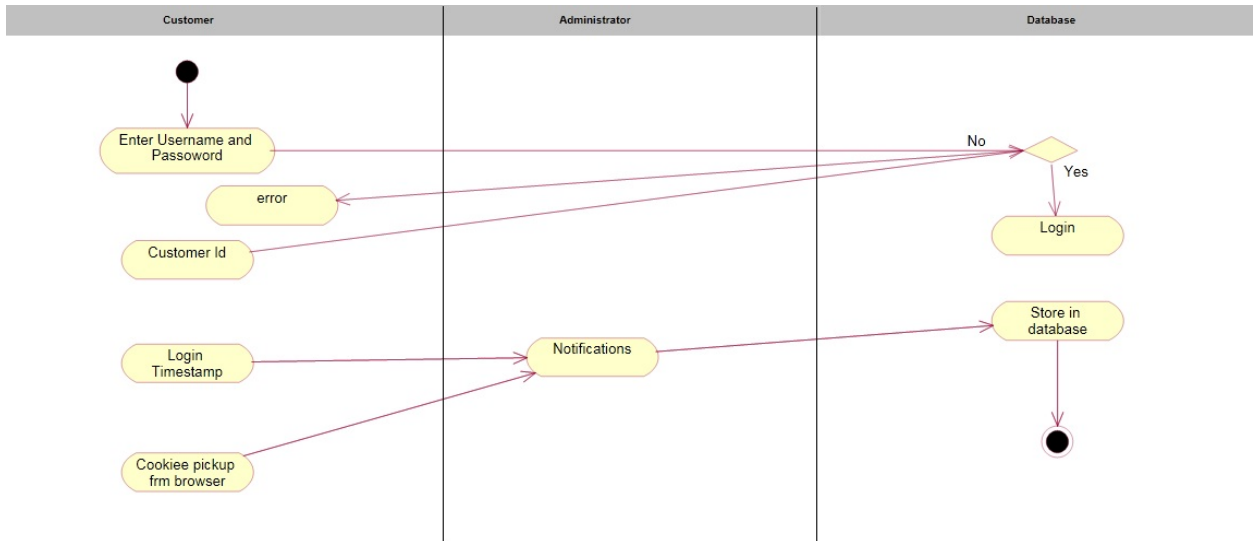 Customer
Administrator
Database
Enter Username and
Passoword
No
Yes
error
Login
Customer Id
Store in
database
Login
Timestamp
Notifications
Cookiee pickup
frm browser